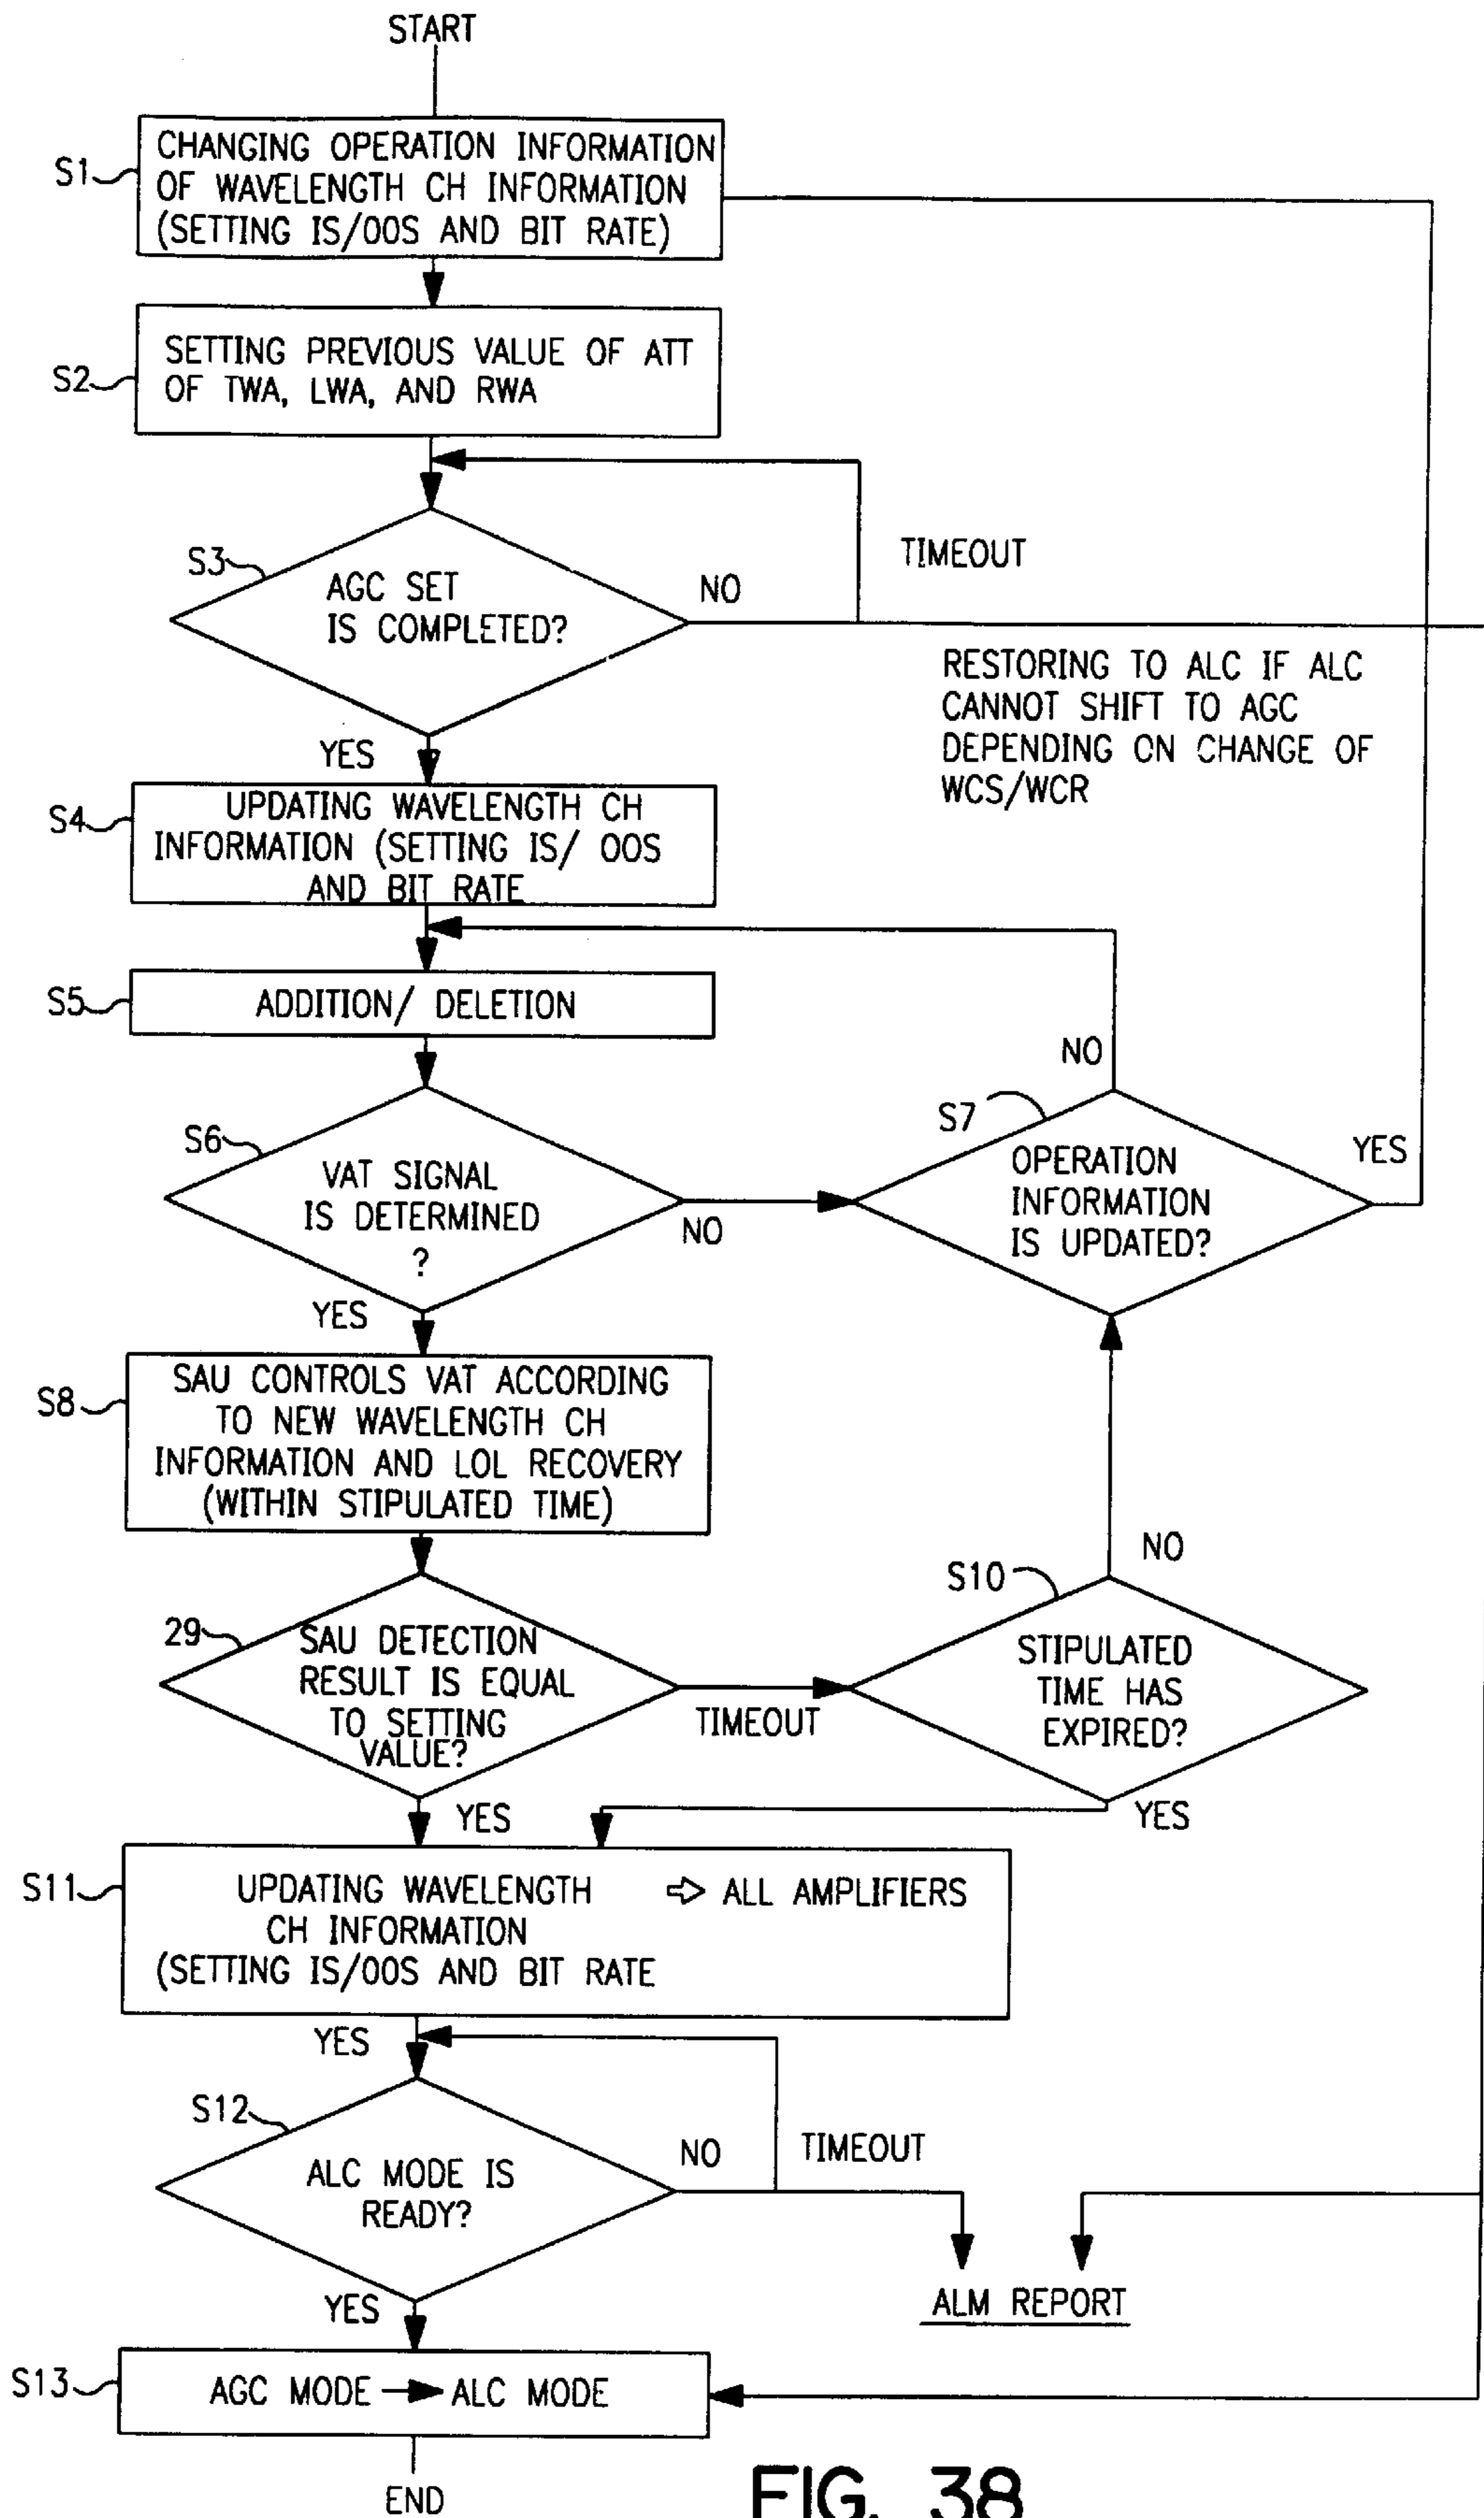 START
S1
CHANGING OPERATION INFORMATION
OF WAVELENGTH CH INFORMATION
(SETTING IS/OOS AND BIT RATE)
S2
SETTING PREVIOUS VALUE OF ATT
OF TWA, LWA, AND RWA
S3
AGC SET
IS COMPLETED?
NO
TIMEOUT
RESTORING TO ALC IF ALC
CANNOT SHIFT TO AGC
DEPENDING ON CHANGE OF
WCS/WCR
YES
S4
UPDATING WAVELENGTH CH
INFORMATION (SETTING IS/ OOS
AND BIT RATE
S5
ADDITION/ DELETION
S6
VAT SIGNAL
IS DETERMINED
?
NO
S7
OPERATION
INFORMATION
IS UPDATED?
NO
YES
YES
S8
SAU CONTROLS VAT ACCORDING
TO NEW WAVELENGTH CH
INFORMATION AND LOL RECOVERY
(WITHIN STIPULATED TIME)
29
SAU DETECTION
RESULT IS EQUAL
TO SETTING
VALUE?
TIMEOUT
S10
STIPULATED
TIME HAS
EXPIRED?
NO
YES
YES
S11
UPDATING WAVELENGTH ⇨ ALL AMPLIFIERS
CH INFORMATION
(SETTING IS/OOS AND BIT RATE
YES
S12
ALC MODE IS
READY?
NO
TIMEOUT
ALM REPORT
YES
S13
AGC MODE → ALC MODE
END
FIG. 38